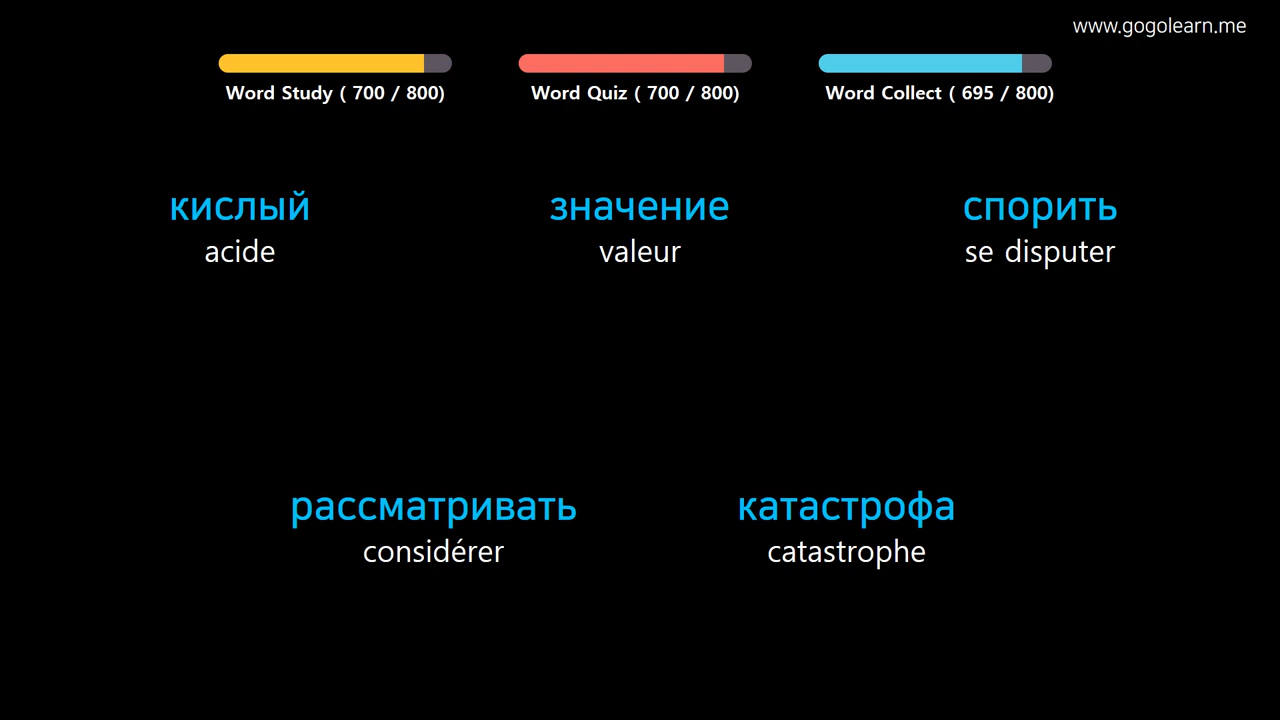 www.gogolearn.me
Word Study ( 700 / 800)
Word Quiz ( 700 / 800)
Word Collect ( 695 / 800)
кислый
acide
значение
valeur
спорить
se disputer
рассматривать
considérer
катастрофа
catastrophe